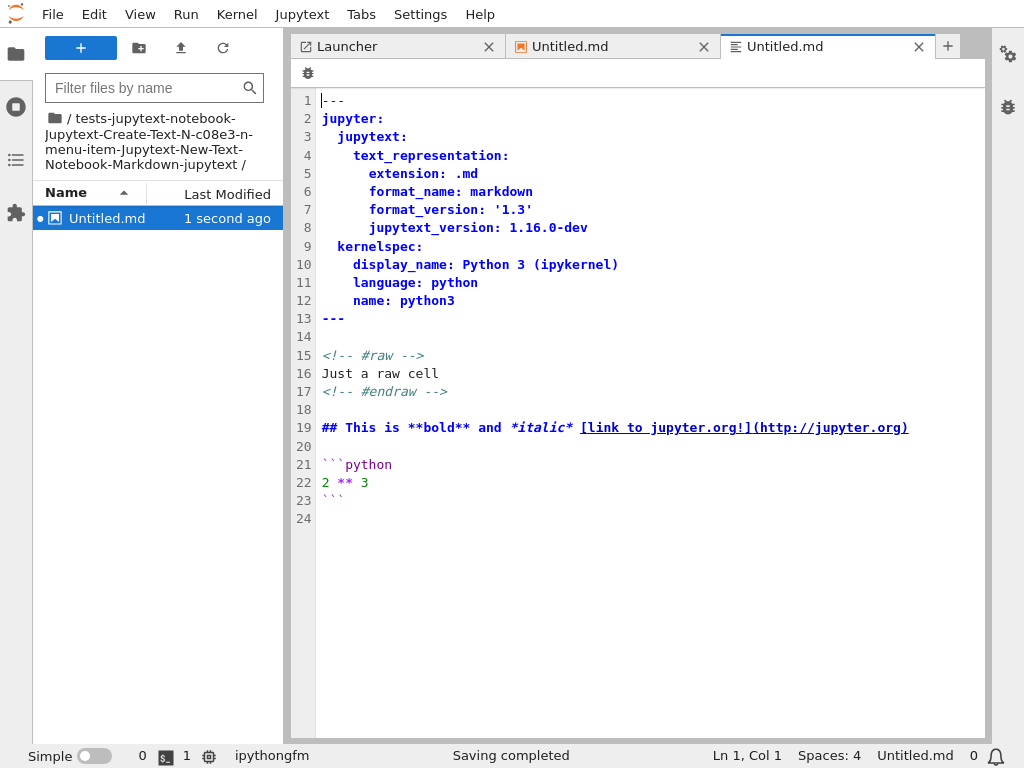 File Edit View Run Kernel Jupytext Tabs Settings Help
Filter files by name
/ tests-jupytext-notebook-
Jupytext-Create-Text-N-c08e3-n-
menu-item-Jupytext-New-Text-
Notebook-Markdown-jupytext /
Name Last Modified
Untitled.md 1 second ago
Launcher Untitled.md Untitled.md
1 ---
2 jupyter:
3   jupytext:
4     text_representation:
5       extension: .md
6       format_name: markdown
7       format_version: '1.3'
8       jupytext_version: 1.16.0-dev
9   kernelspec:
10     display_name: Python 3 (ipykernel)
11     language: python
12     name: python3
13 ---
14
15 <!-- #raw -->
16 Just a raw cell
17 <!-- #endraw -->
18
19 ## This is **bold** and *italic* [link to jupyter.org!](http://jupyter.org)
20
21 ```python
22 2 ** 3
23 ```
24
Simple 0 $_ 1 ipythongfm Saving completed Ln 1, Col 1 Spaces: 4 Untitled.md 0